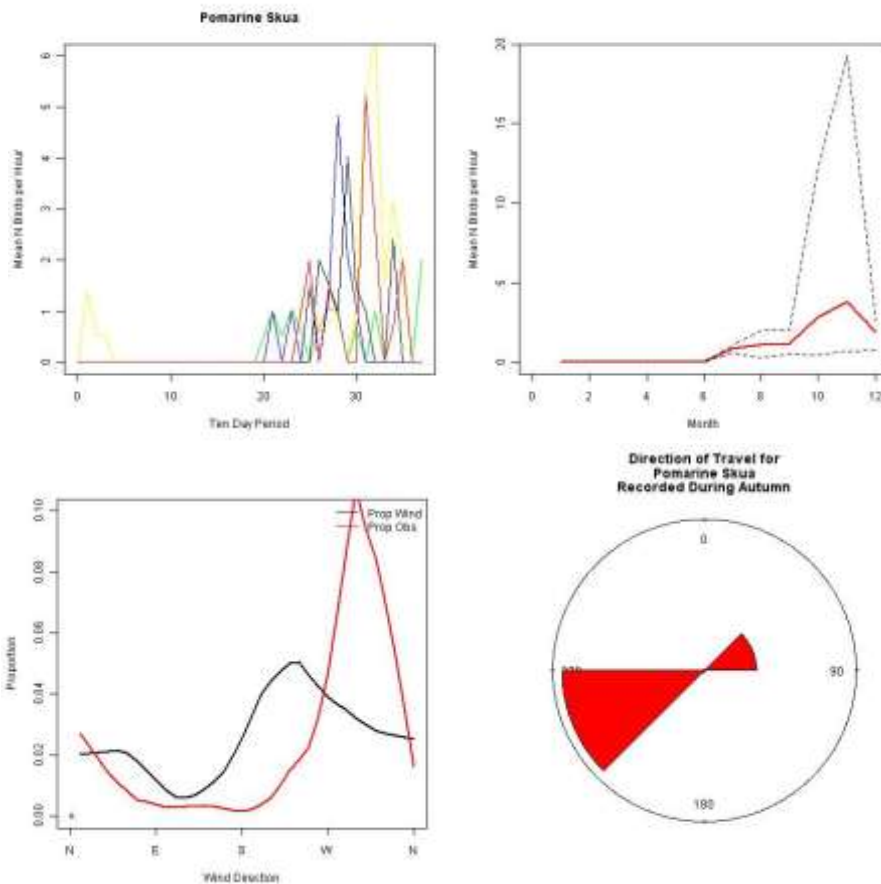 Pomarine Skua
Mean N Birds per Hour
0 1 2 3 4 5 6
0 10 20 30
Ten Day Period
Mean N Birds per Hour
0 5 10 15 20
0 2 4 6 8 10 12
Month
Proportion
0.00 0.02 0.04 0.06 0.08 0.10
Prop Wind
Prop Obs
N E S W N
Wind Direction
Direction of Travel for
Pomarine Skua
Recorded During Autumn
0
270 90
180